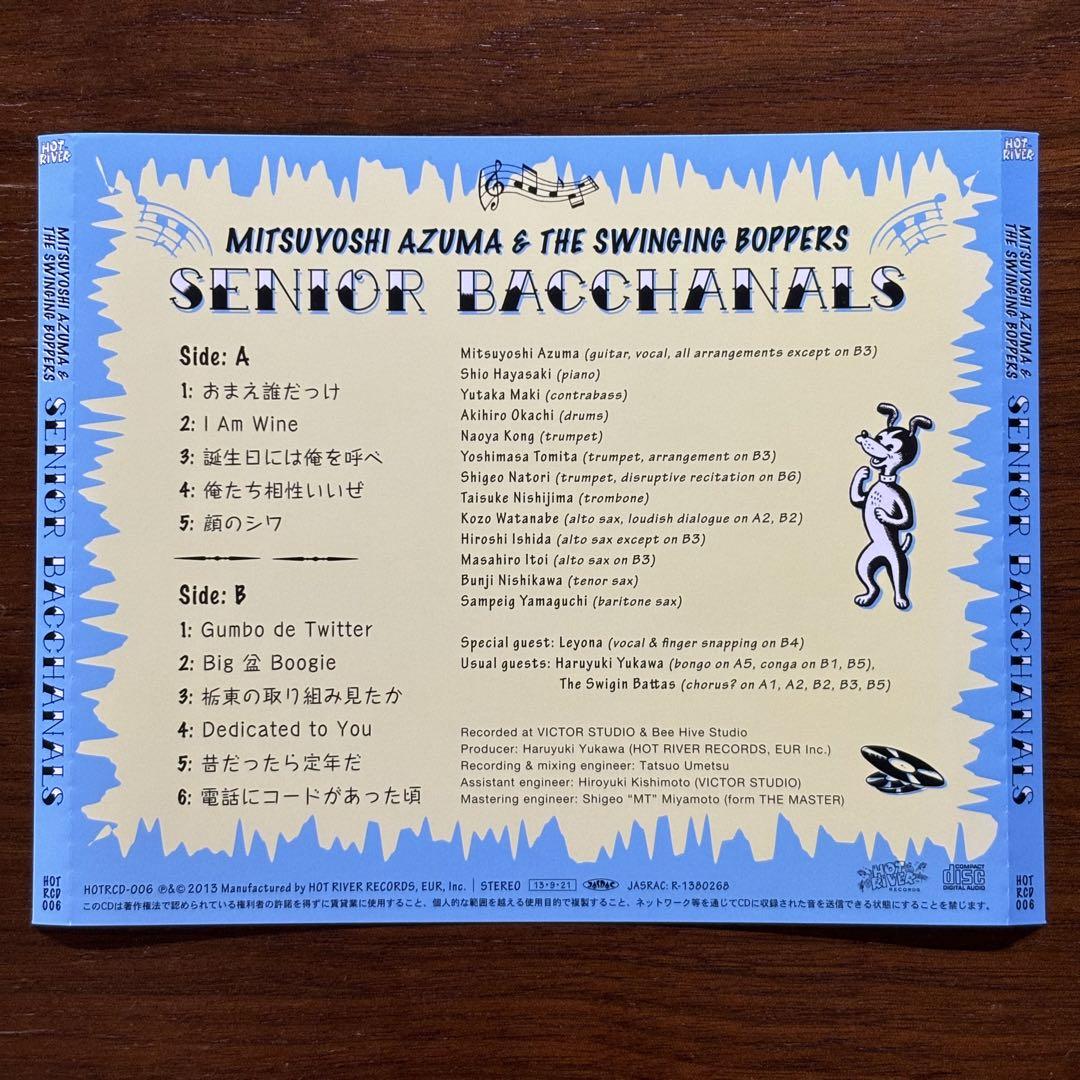 HOT RIVER
MITSUYOSHI AZUMA &
THE SWINGING BOPPERS
SENIOR BACCHANALS
HOT
RCD
006
MITSUYOSHI AZUMA & THE SWINGING BOPPERS
SENIOR BACCHANALS
Side: A
1: おまえ誰だっけ
2: I Am Wine
3: 誕生日には俺を呼べ
4: 俺たち相性いいぜ
5: 顔のシワ
Side: B
1: Gumbo de Twitter
2: Big 盆 Boogie
3: 栃東の取り組み見たか
4: Dedicated to You
5: 昔だったら定年だ
6: 電話にコードがあった頃
Mitsuyoshi Azuma (guitar, vocal, all arrangements except on B3)
Shio Hayasaki (piano)
Yutaka Maki (contrabass)
Akihiro Okachi (drums)
Naoya Kong (trumpet)
Yoshimasa Tomita (trumpet, arrangement on B3)
Shigeo Natori (trumpet, disruptive recitation on B6)
Taisuke Nishijima (trombone)
Kozo Watanabe (alto sax, loudish dialogue on A2, B2)
Hiroshi Ishida (alto sax except on B3)
Masahiro Itoi (alto sax on B3)
Bunji Nishikawa (tenor sax)
Sampeig Yamaguchi (baritone sax)
Special guest: Leyona (vocal & finger snapping on B4)
Usual guests: Haruyuki Yukawa (bongo on A5, conga on B1, B5),
The Swigin Battas (chorus? on A1, A2, B2, B3, B5)
Recorded at VICTOR STUDIO & Bee Hive Studio
Producer: Haruyuki Yukawa (HOT RIVER RECORDS, EUR Inc.)
Recording & mixing engineer: Tatsuo Umetsu
Assistant engineer: Hiroyuki Kishimoto (VICTOR STUDIO)
Mastering engineer: Shigeo "MT" Miyamoto (form THE MASTER)
HOTRCD-006 ℗&© 2013 Manufactured by HOT RIVER RECORDS, EUR, Inc. | STEREO 13・9・21 JASRAC JASRAC: R-1380268
HOT RIVER RECORDS
COMPACT disc DIGITAL AUDIO
このCDは著作権法で認められている権利者の許諾を得ずに賃貸業に使用すること、個人的な範囲を越える使用目的で複製すること、ネットワーク等を通じてCDに収録された音を送信できる状態にすることを禁じます。
HOT RIVER
MITSUYOSHI AZUMA &
THE SWINGING BOPPERS
SENIOR BACCHANALS
HOT
RCD
006